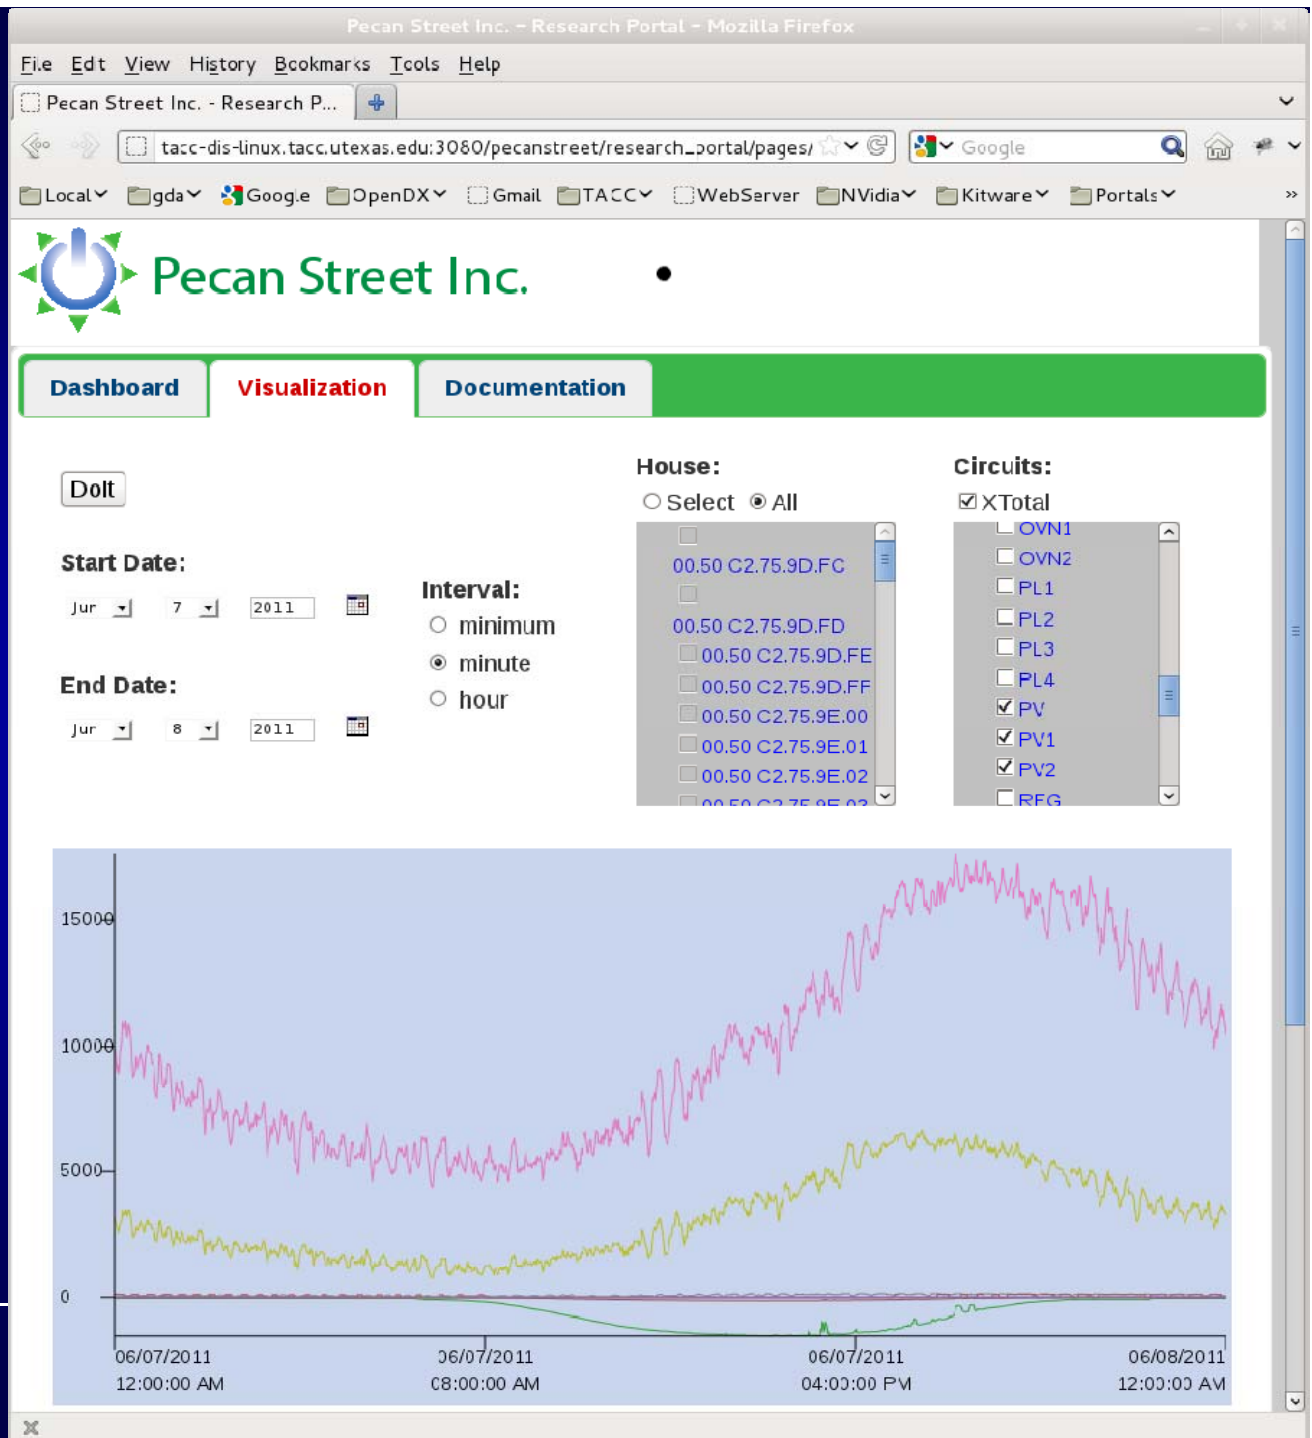 Pecan Street Inc. - Research Portal - Mozilla Firefox
File Edit View History Bookmarks Tools Help
Pecan Street Inc. - Research P...
tacc-dis-linux.tacc.utexas.edu:3080/pecanstreet/research_portal/pages/ Google
Local gda Google OpenDX Gmail TACC WebServer NVidia Kitware Portals »
Pecan Street Inc.
Dashboard Visualization Documentation
DoIt
House:
Select All
Circuits:
XTotal
Start Date:
Jun 7 2011
End Date:
Jun 8 2011
Interval:
minimum
minute
hour
00.50 C2.75.9D.FC
00.50 C2.75.9D.FD
00.50 C2.75.9D.FE
00.50 C2.75.9D.FF
00.50 C2.75.9E.00
00.50 C2.75.9E.01
00.50 C2.75.9E.02
00.50 C2.75.9E.03
OVN1
OVN2
PL1
PL2
PL3
PL4
PV
PV1
PV2
REG
15000
10000
5000
0
06/07/2011 06/07/2011 06/07/2011 06/08/2011
12:00:00 AM 08:00:00 AM 04:00:00 PM 12:00:00 AM